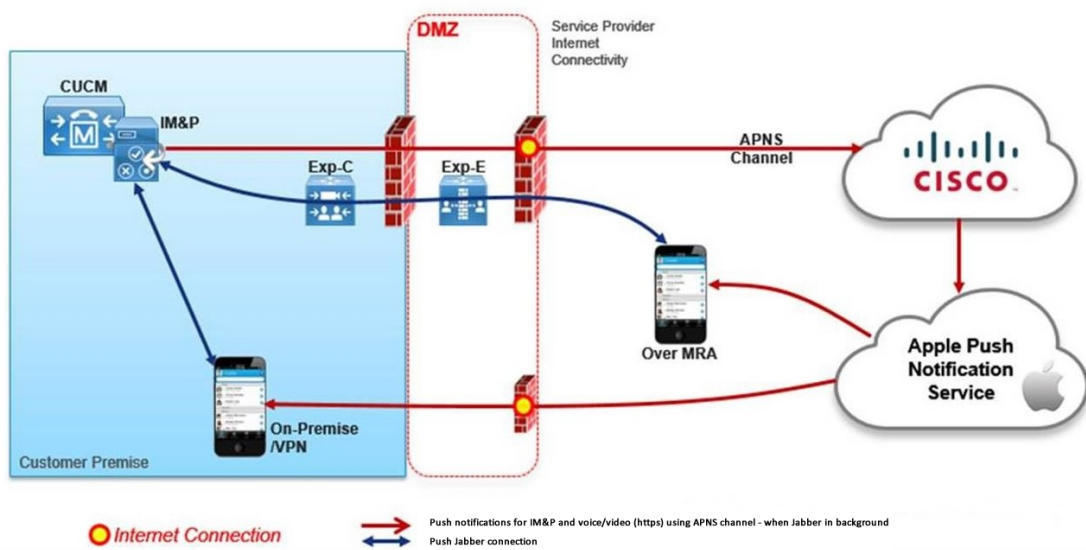 DMZ
Service Provider
Internet
Connectivity
CUCM
IM&P
M
APNS
Channel
CISCO
Exp-C
Exp-E
Over MRA
Apple Push
Notification
Service
On-Premise
/VPN
Customer Premise
Internet Connection
Push notifications for IM&P and voice/video (https) using APNS channel - when Jabber in background
Push Jabber connection